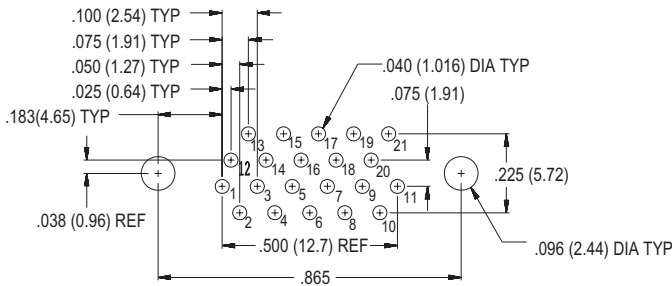 .100 (2.54) TYP
.075 (1.91) TYP
.050 (1.27) TYP
.025 (0.64) TYP
.183(4.65) TYP
.040 (1.016) DIA TYP
.075 (1.91)
13 15 17 19 21
12 14 16 18 20
.225 (5.72)
1 3 5 7 9 11
.038 (0.96) REF
2 4 6 8 10
.500 (12.7) REF
.096 (2.44) DIA TYP
.865